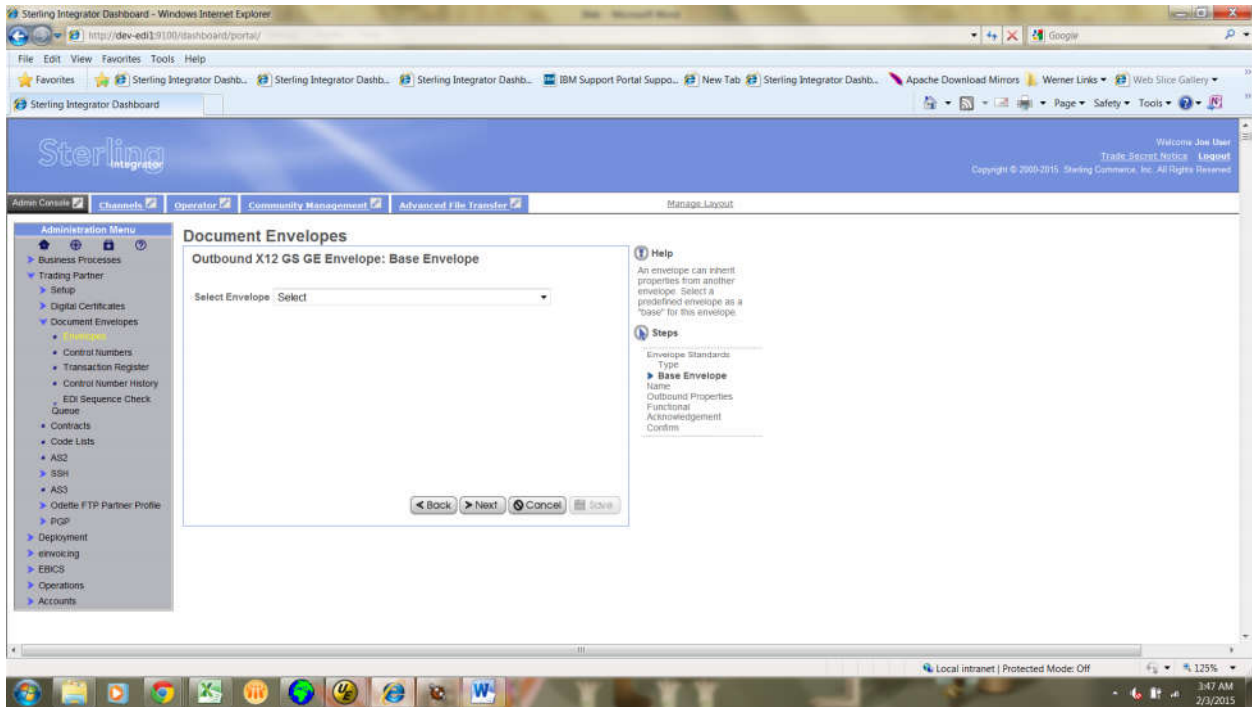 Sterling Integrator Dashboard - Windows Internet Explorer
http://dev-edi1:9100/dashboard/portal/
Google
File Edit View Favorites Tools Help
Favorites Sterling Integrator Dashb... Sterling Integrator Dashb... Sterling Integrator Dashb... IBM Support Portal Suppo... New Tab Sterling Integrator Dashb... Apache Download Mirrors Werner Links Web Slice Gallery
Sterling Integrator Dashboard
Page Safety Tools
Sterling
Integrator
Welcome Joe User
Trade Secret Notice Logout
Copyright © 2000-2015. Sterling Commerce, Inc. All Rights Reserved
Admin Console Channels Operator Community Management Advanced File Transfer Manage Layout
Administration Menu
Business Processes
Trading Partner
Setup
Digital Certificates
Document Envelopes
Envelopes
Control Numbers
Transaction Register
Control Number History
EDI Sequence Check
Queue
Contracts
Code Lists
AS2
SSH
AS3
Odette FTP Partner Profile
PGP
Deployment
eInvoicing
EBICS
Operations
Accounts
Document Envelopes
Outbound X12 GS GE Envelope: Base Envelope
Select Envelope Select
Back Next Cancel Save
Help
An envelope can inherit
properties from another
envelope. Select a
predefined envelope as a
"base" for this envelope.
Steps
Envelope Standards
Type
Base Envelope
Name
Outbound Properties
Functional
Acknowledgement
Confirm
Local intranet | Protected Mode: Off
125%
3:47 AM
2/3/2015